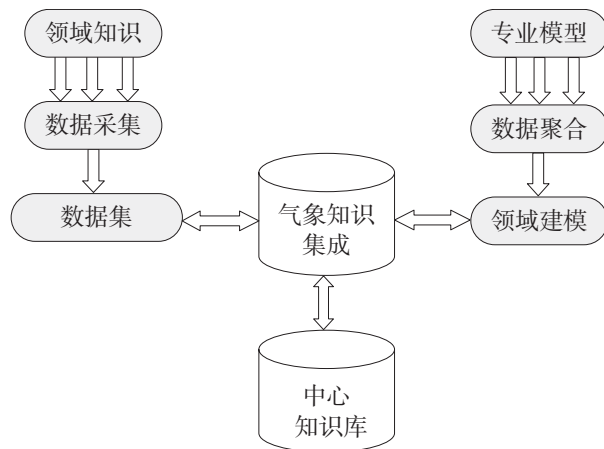 领域知识
专业模型
数据采集
数据聚合
数据集
气象知识
集成
领域建模
中心
知识库